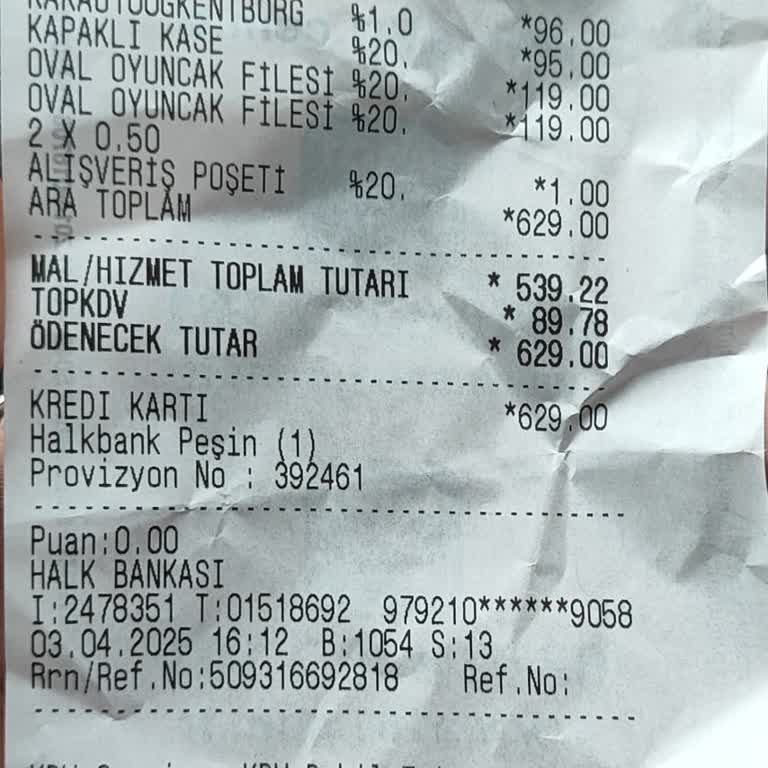 %1.0 *96.00
KAPAKLI KASE %20. *95.00
OVAL OYUNCAK FİLESİ %20. *119.00
OVAL OYUNCAK FİLESİ %20. *119.00
2 X 0.50
ALIŞVERİŞ POŞETİ %20. *1.00
ARA TOPLAM *629.00
MAL/HIZMET TOPLAM TUTARI * 539.22
TOPKDV * 89.78
ÖDENECEK TUTAR * 629.00
KREDI KARTI *629.00
Halkbank Peşin (1)
Provizyon No : 392461
Puan:0.00
HALK BANKASI
I:2478351 T:01518692 979210******9058
03.04.2025 16:12 B:1054 S:13
Rrn/Ref.No:509316692818 Ref.No: